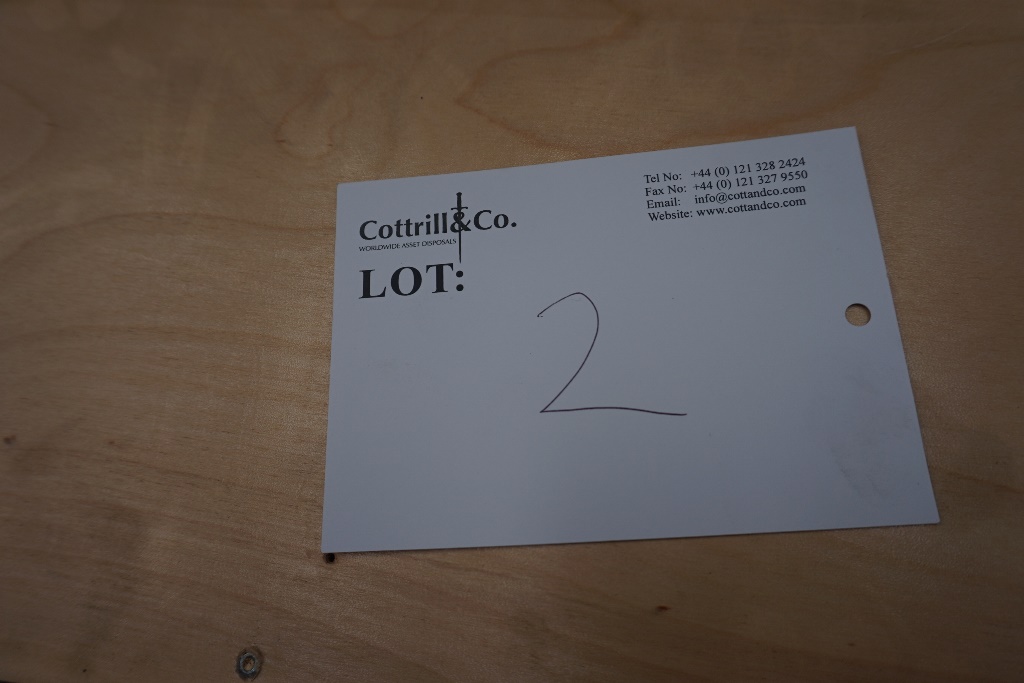 Cottrill&Co.
WORLDWIDE ASSET DISPOSALS
Tel No: +44 (0) 121 328 2424
Fax No: +44 (0) 121 327 9550
Email: info@cottandco.com
Website: www.cottandco.com
LOT:
2